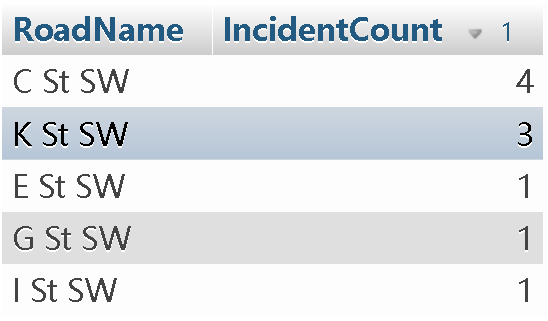 RoadName IncidentCount 1
C St SW 4
K St SW 3
E St SW 1
G St SW 1
I St SW 1